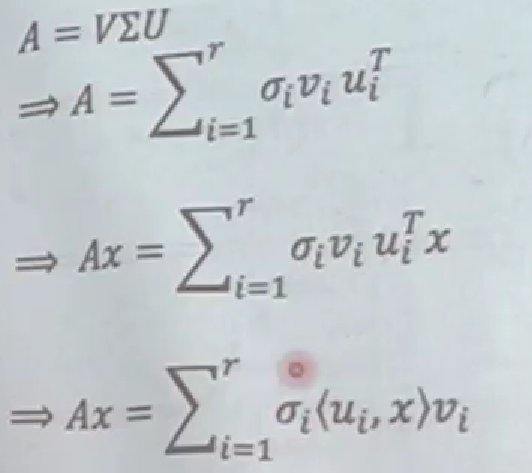 A = VΣU
⇒ A = ∑_{i=1}^{r} σ_i v_i u_i^T
⇒ Ax = ∑_{i=1}^{r} σ_i v_i u_i^T x
⇒ Ax = ∑_{i=1}^{r} σ_i ⟨u_i, x⟩ v_i